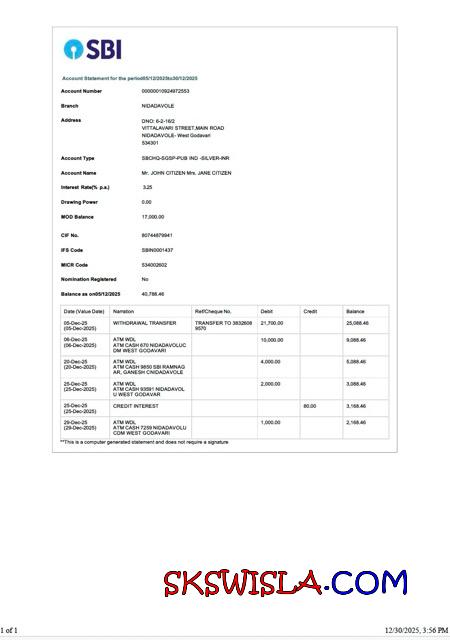 SBI
Account Statement for the period05/12/2025to30/12/2025
Account Number 00000010924972553
Branch NIDADAVOLE
Address DNO: 6-2-16/2
VITTALAVARI STREET,MAIN ROAD
NIDADAVOLE- West Godavari
534301
Account Type SBCHQ-SGSP-PUB IND -SILVER-INR
Account Name Mr. JOHN CITIZEN Mrs. JANE CITIZEN
Interest Rate(% p.a.) 3.25
Drawing Power 0.00
MOD Balance 17,000.00
CIF No. 80744879941
IFS Code SBIN0001437
MICR Code 534002602
Nomination Registered No
Balance as on05/12/2025 40,788.46
Date (Value Date) Narration Ref/Cheque No. Debit Credit Balance
05-Dec-25 WITHDRAWAL TRANSFER TRANSFER TO 3832608 21,700.00 25,088.46
(05-Dec-2025) 9570
06-Dec-25 ATM WDL 10,000.00 9,088.46
(06-Dec-2025) ATM CASH 670 NIDADAVOLUC
DM WEST GODAVARI
20-Dec-25 ATM WDL 4,000.00 5,088.46
(20-Dec-2025) ATM CASH 9850 SBI RAMNAG
AR, GANESH CNIDADAVOLE
25-Dec-25 ATM WDL 2,000.00 3,088.46
(25-Dec-2025) ATM CASH 93591 NIDADAVOL
U WEST GODAVAR
25-Dec-25 CREDIT INTEREST 80.00 3,168.46
(25-Dec-2025)
29-Dec-25 ATM WDL 1,000.00 2,168.46
(29-Dec-2025) ATM CASH 7259 NIDADAVOLU
CDM WEST GODAVARI
**This is a computer generated statement and does not require a signature
SKSWISLA.COM
1 of 1 12/30/2025, 3:56 PM